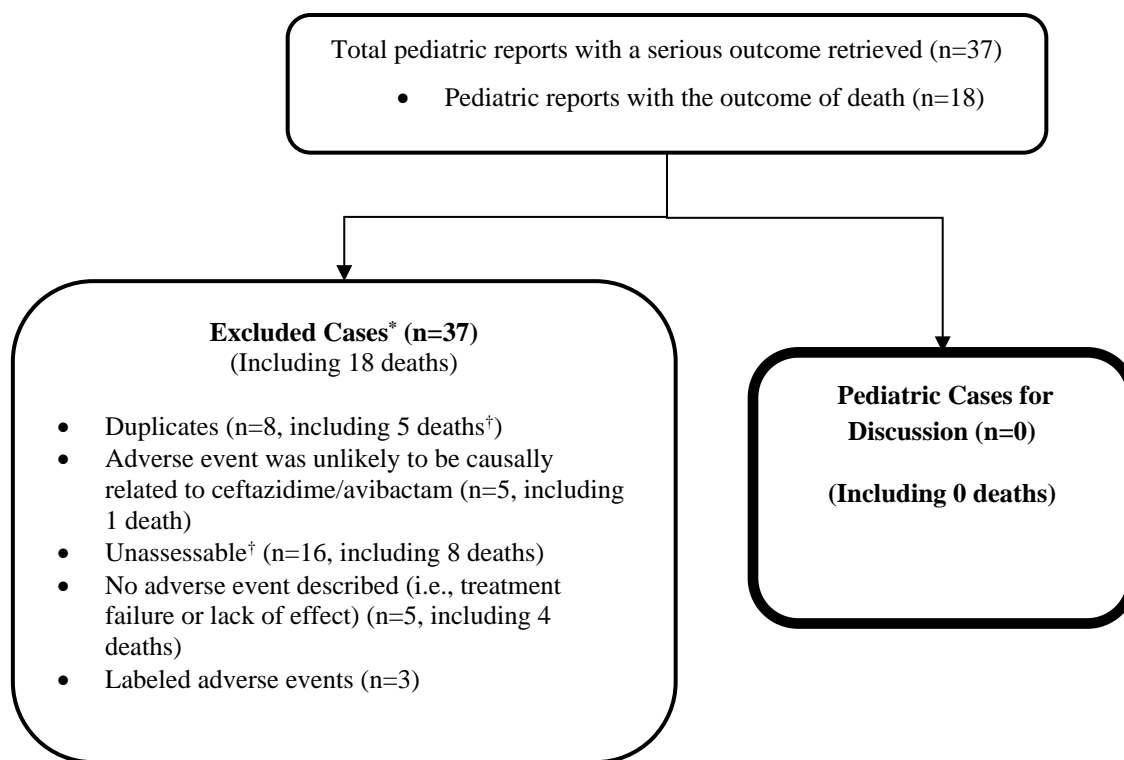 Total pediatric reports with a serious outcome retrieved (n=37)
• Pediatric reports with the outcome of death (n=18)
Excluded Cases* (n=37)
(Including 18 deaths)
• Duplicates (n=8, including 5 deaths†)
• Adverse event was unlikely to be causally
related to ceftazidime/avibactam (n=5, including
1 death)
• Unassessable† (n=16, including 8 deaths)
• No adverse event described (i.e., treatment
failure or lack of effect) (n=5, including 4
deaths)
• Labeled adverse events (n=3)
Pediatric Cases for
Discussion (n=0)
(Including 0 deaths)